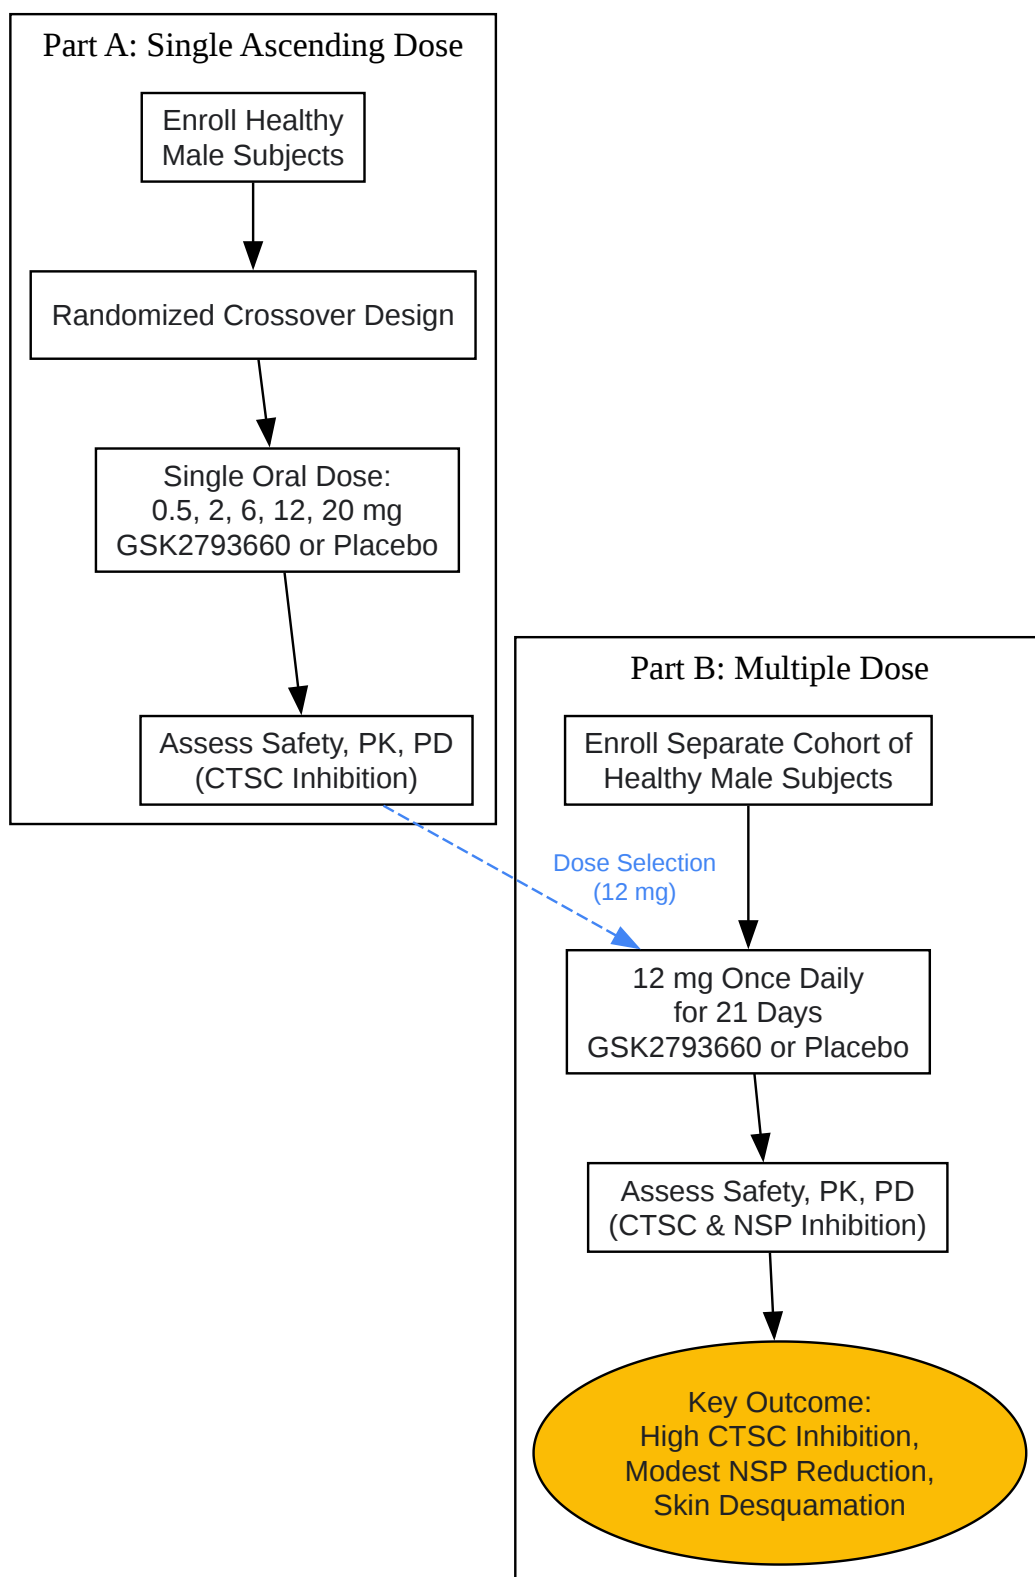 Part A: Single Ascending Dose
Enroll Healthy
Male Subjects
Randomized Crossover Design
Single Oral Dose:
0.5, 2, 6, 12, 20 mg
GSK2793660 or Placebo
Assess Safety, PK, PD
(CTSC Inhibition)
Part B: Multiple Dose
Enroll Separate Cohort of
Healthy Male Subjects
Dose Selection
(12 mg)
12 mg Once Daily
for 21 Days
GSK2793660 or Placebo
Assess Safety, PK, PD
(CTSC & NSP Inhibition)
Key Outcome:
High CTSC Inhibition,
Modest NSP Reduction,
Skin Desquamation